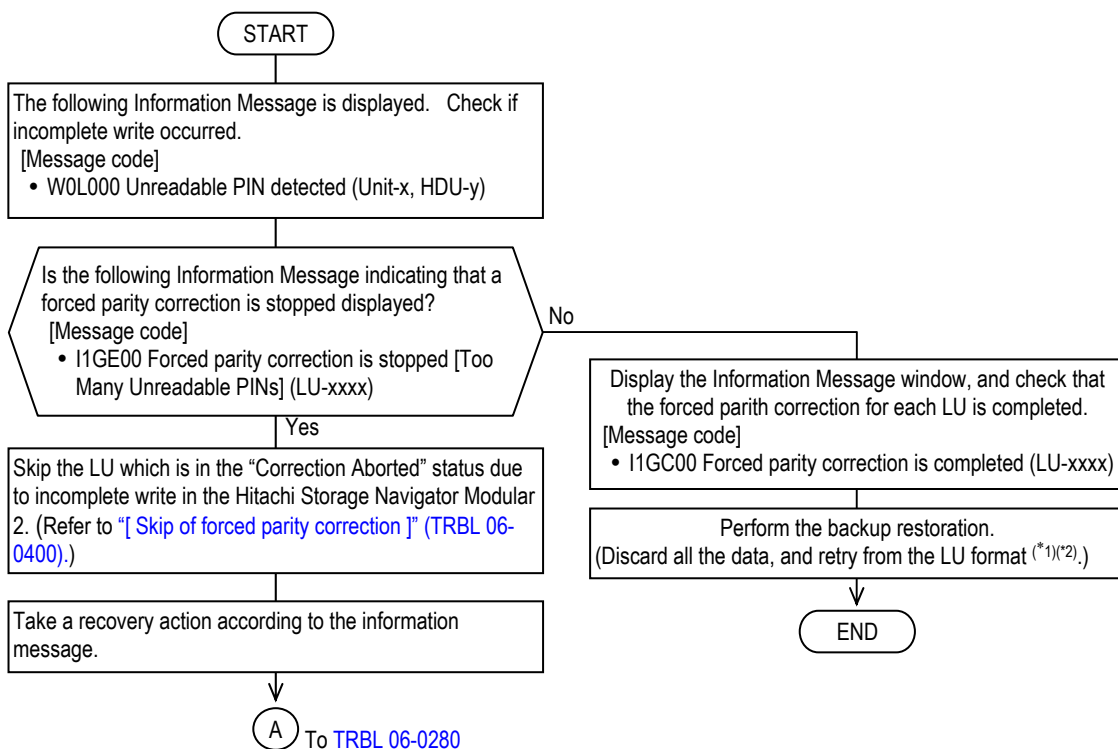 START
The following Information Message is displayed. Check if
incomplete write occurred.
[Message code]
• W0L000 Unreadable PIN detected (Unit-x, HDU-y)
Is the following Information Message indicating that a
forced parity correction is stopped displayed?
[Message code]
• I1GE00 Forced parity correction is stopped [Too
Many Unreadable PINs] (LU-xxxx)
No
Yes
Skip the LU which is in the “Correction Aborted” status due
to incomplete write in the Hitachi Storage Navigator Modular
2. (Refer to “[ Skip of forced parity correction ]” (TRBL 06-
0400).)
Take a recovery action according to the information
message.
A
To TRBL 06-0280
Display the Information Message window, and check that
the forced parith correction for each LU is completed.
[Message code]
• I1GC00 Forced parity correction is completed (LU-xxxx)
Perform the backup restoration.
(Discard all the data, and retry from the LU format (*1)(*2).)
END